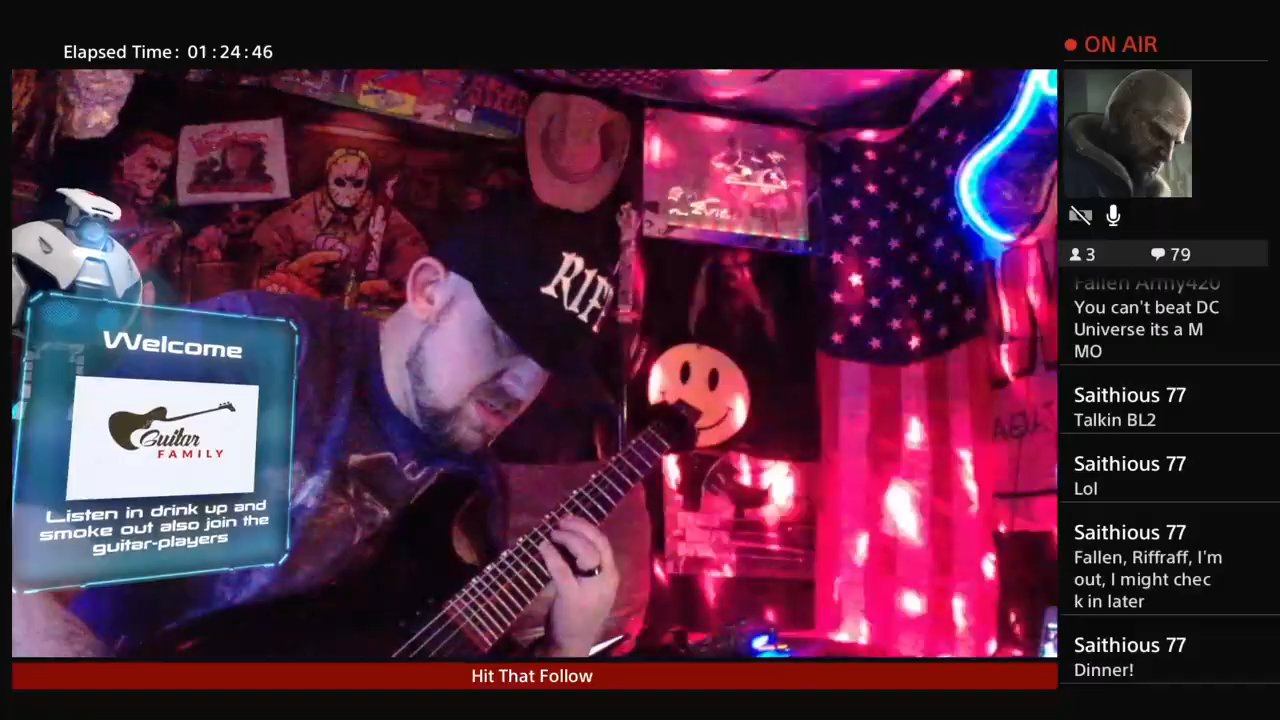 Elapsed Time: 01:24:46
ON AIR
3
79
Fallen Army420
You can't beat DC
Universe its a M
MO
Saithious 77
Talkin BL2
Saithious 77
Lol
Saithious 77
Fallen, Riffraff, I'm
out, I might chec
k in later
Saithious 77
Dinner!
RIF
Welcome
Guitar
FAMILY
Listen in drink up and
smoke out also join the
guitar-players
Hit That Follow